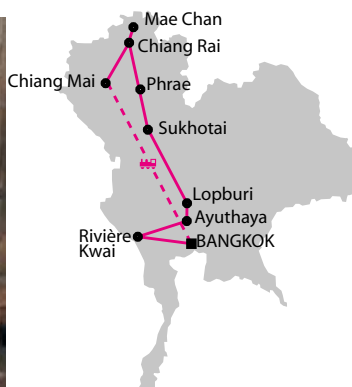 Mae Chan
Chiang Rai
Chiang Mai
Phrae
Sukhotai
Lopburi
Ayuthaya
Rivière
Kwai
BANGKOK